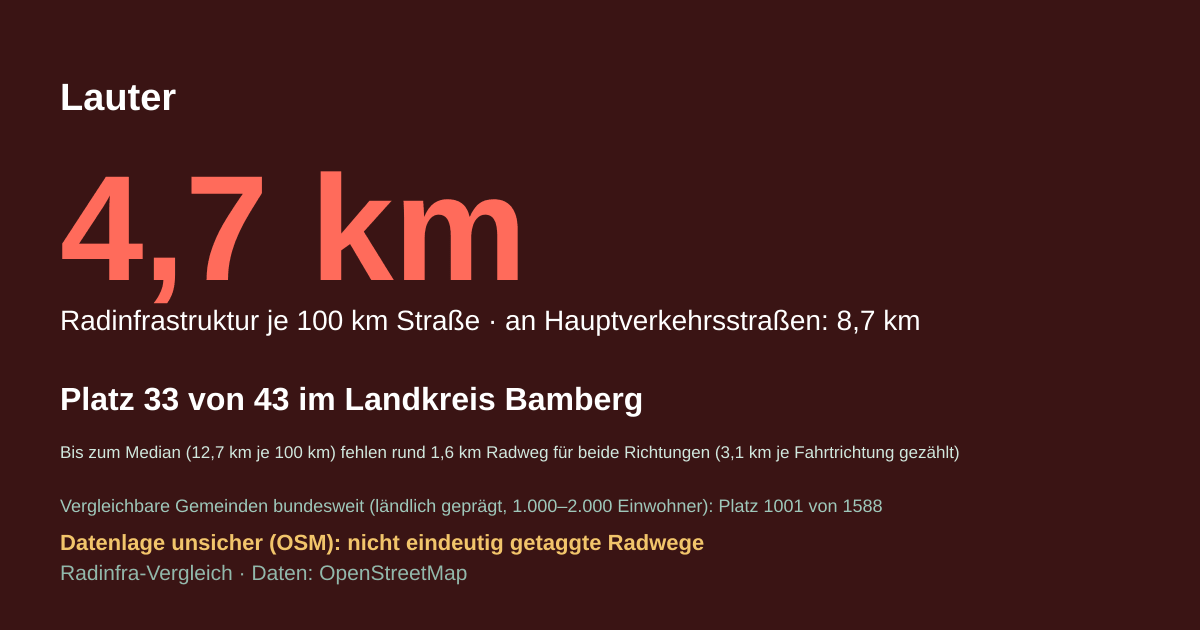 Lauter
4,7 km
Radinfrastruktur je 100 km Straße · an Hauptverkehrsstraßen: 8,7 km
Platz 33 von 43 im Landkreis Bamberg
Bis zum Median (12,7 km je 100 km) fehlen rund 1,6 km Radweg für beide Richtungen (3,1 km je Fahrtrichtung gezählt)
Vergleichbare Gemeinden bundesweit (ländlich geprägt, 1.000–2.000 Einwohner): Platz 1001 von 1588
Datenlage unsicher (OSM): nicht eindeutig getaggte Radwege
Radinfra-Vergleich · Daten: OpenStreetMap